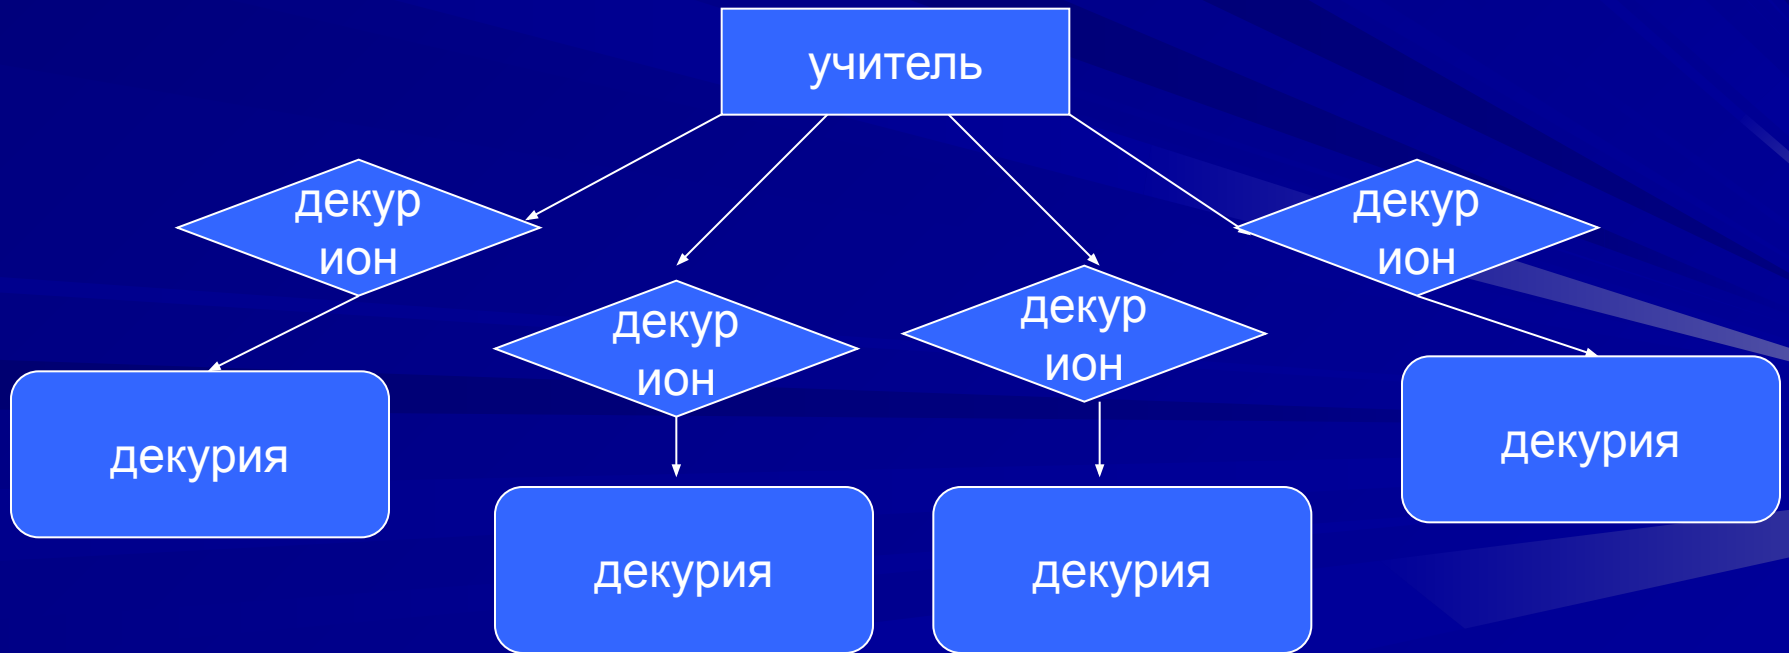 учитель
декур
ион
декур
ион
декур
ион
декур
ион
декурия
декурия
декурия
декурия